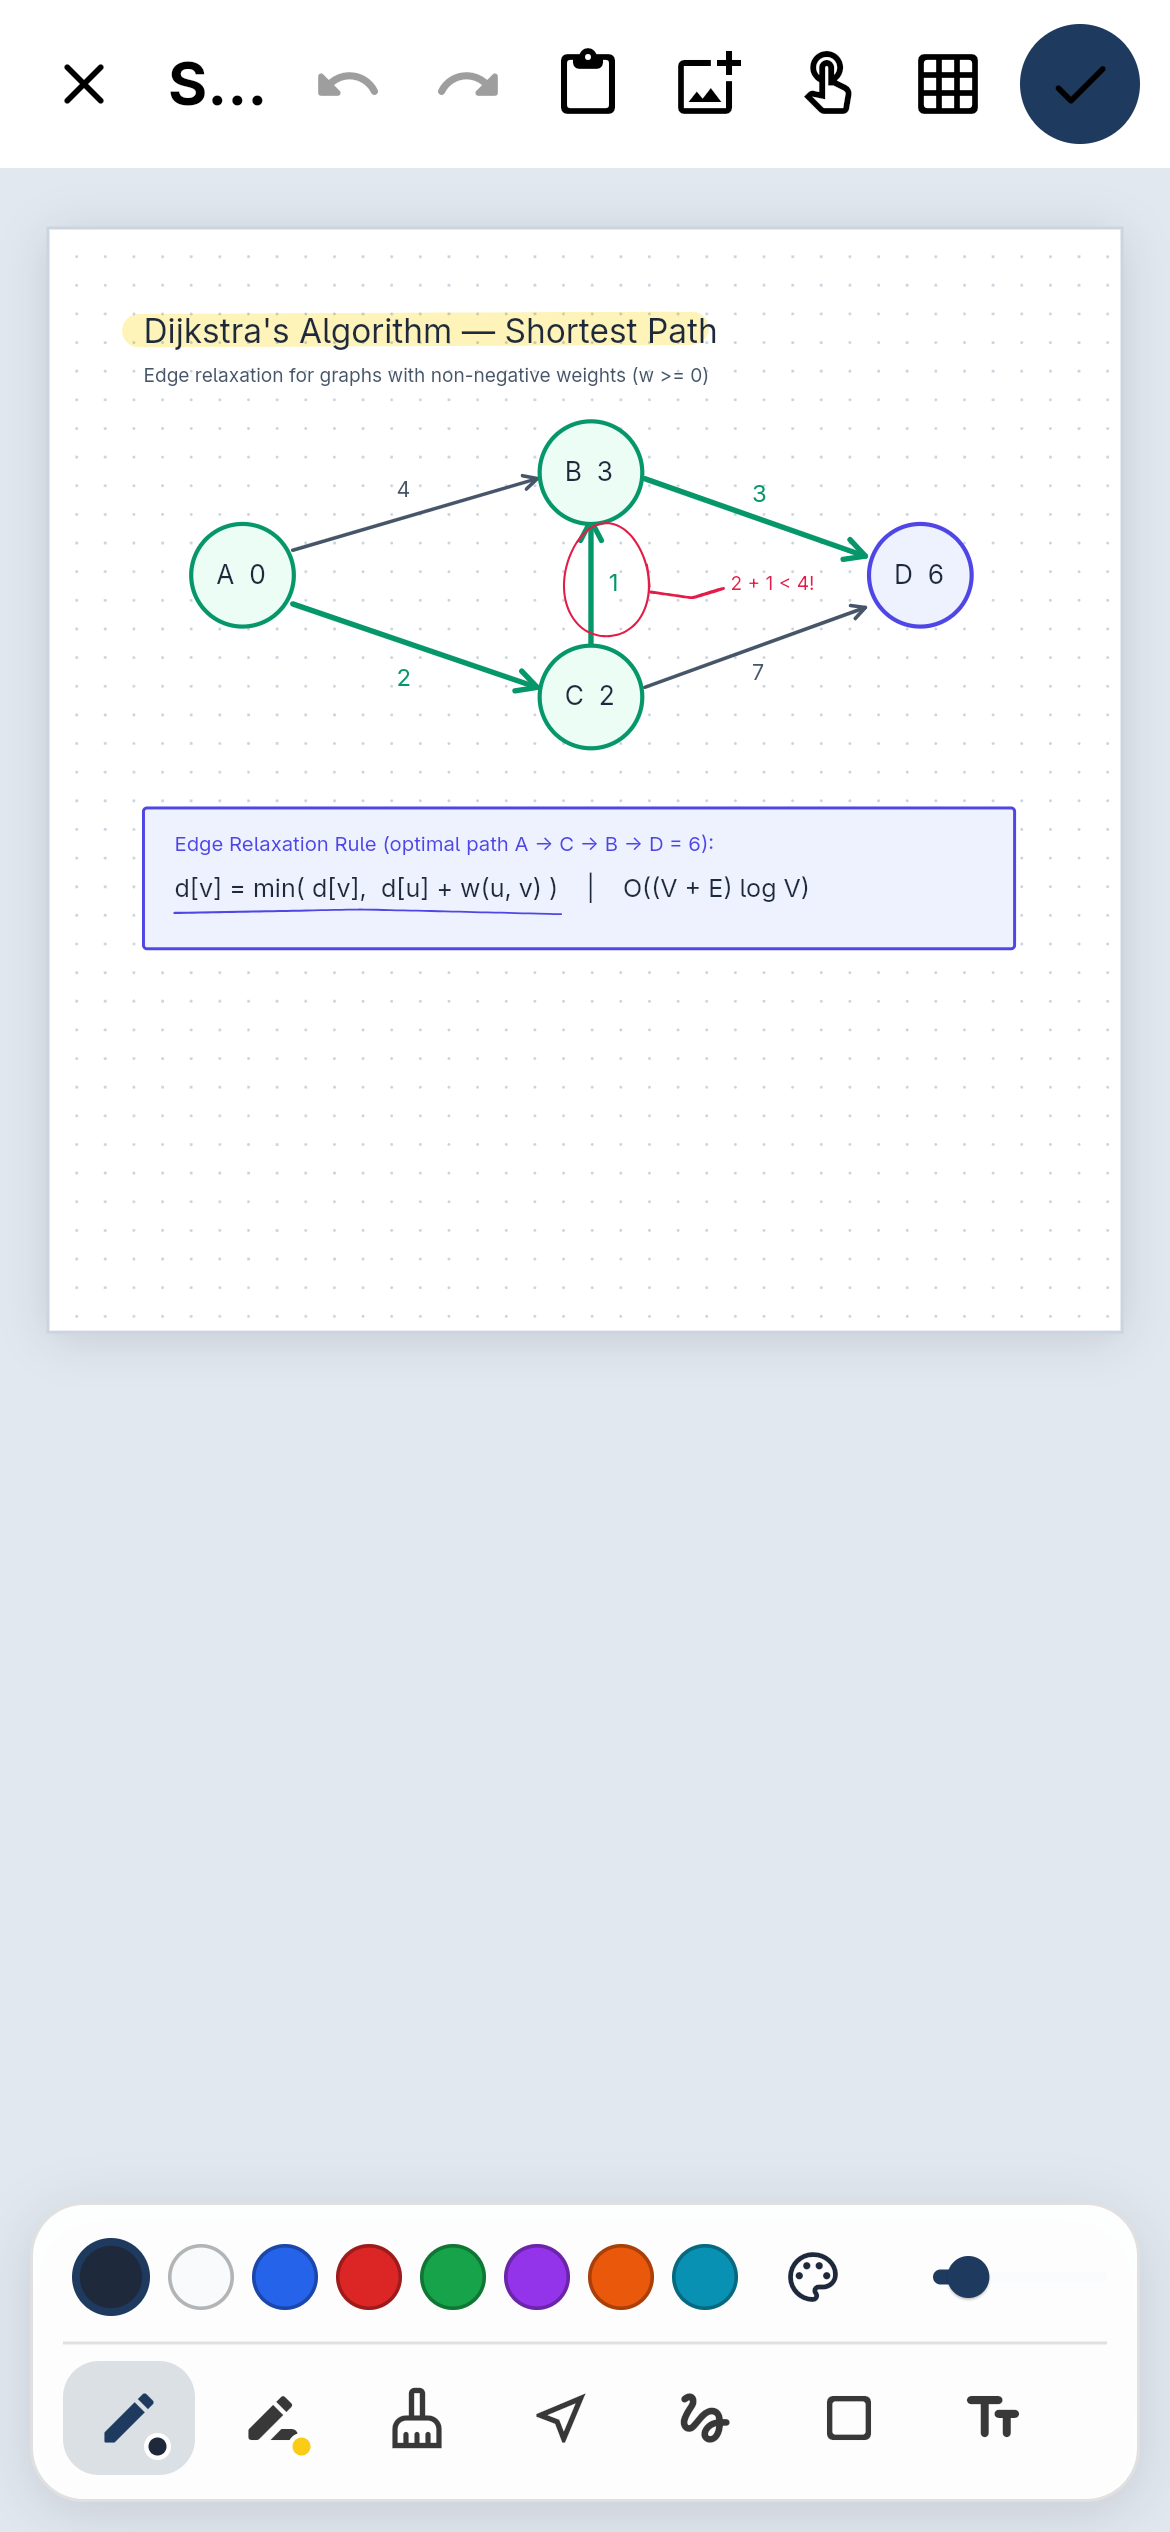 S...
Dijkstra's Algorithm — Shortest Path
Edge relaxation for graphs with non-negative weights (w >= 0)
B 3
4
3
A 0
1
2 + 1 < 4!
D 6
2
7
C 2
Edge Relaxation Rule (optimal path A → C → B → D = 6):
d[v] = min( d[v], d[u] + w(u, v) ) | O((V + E) log V)
Tт